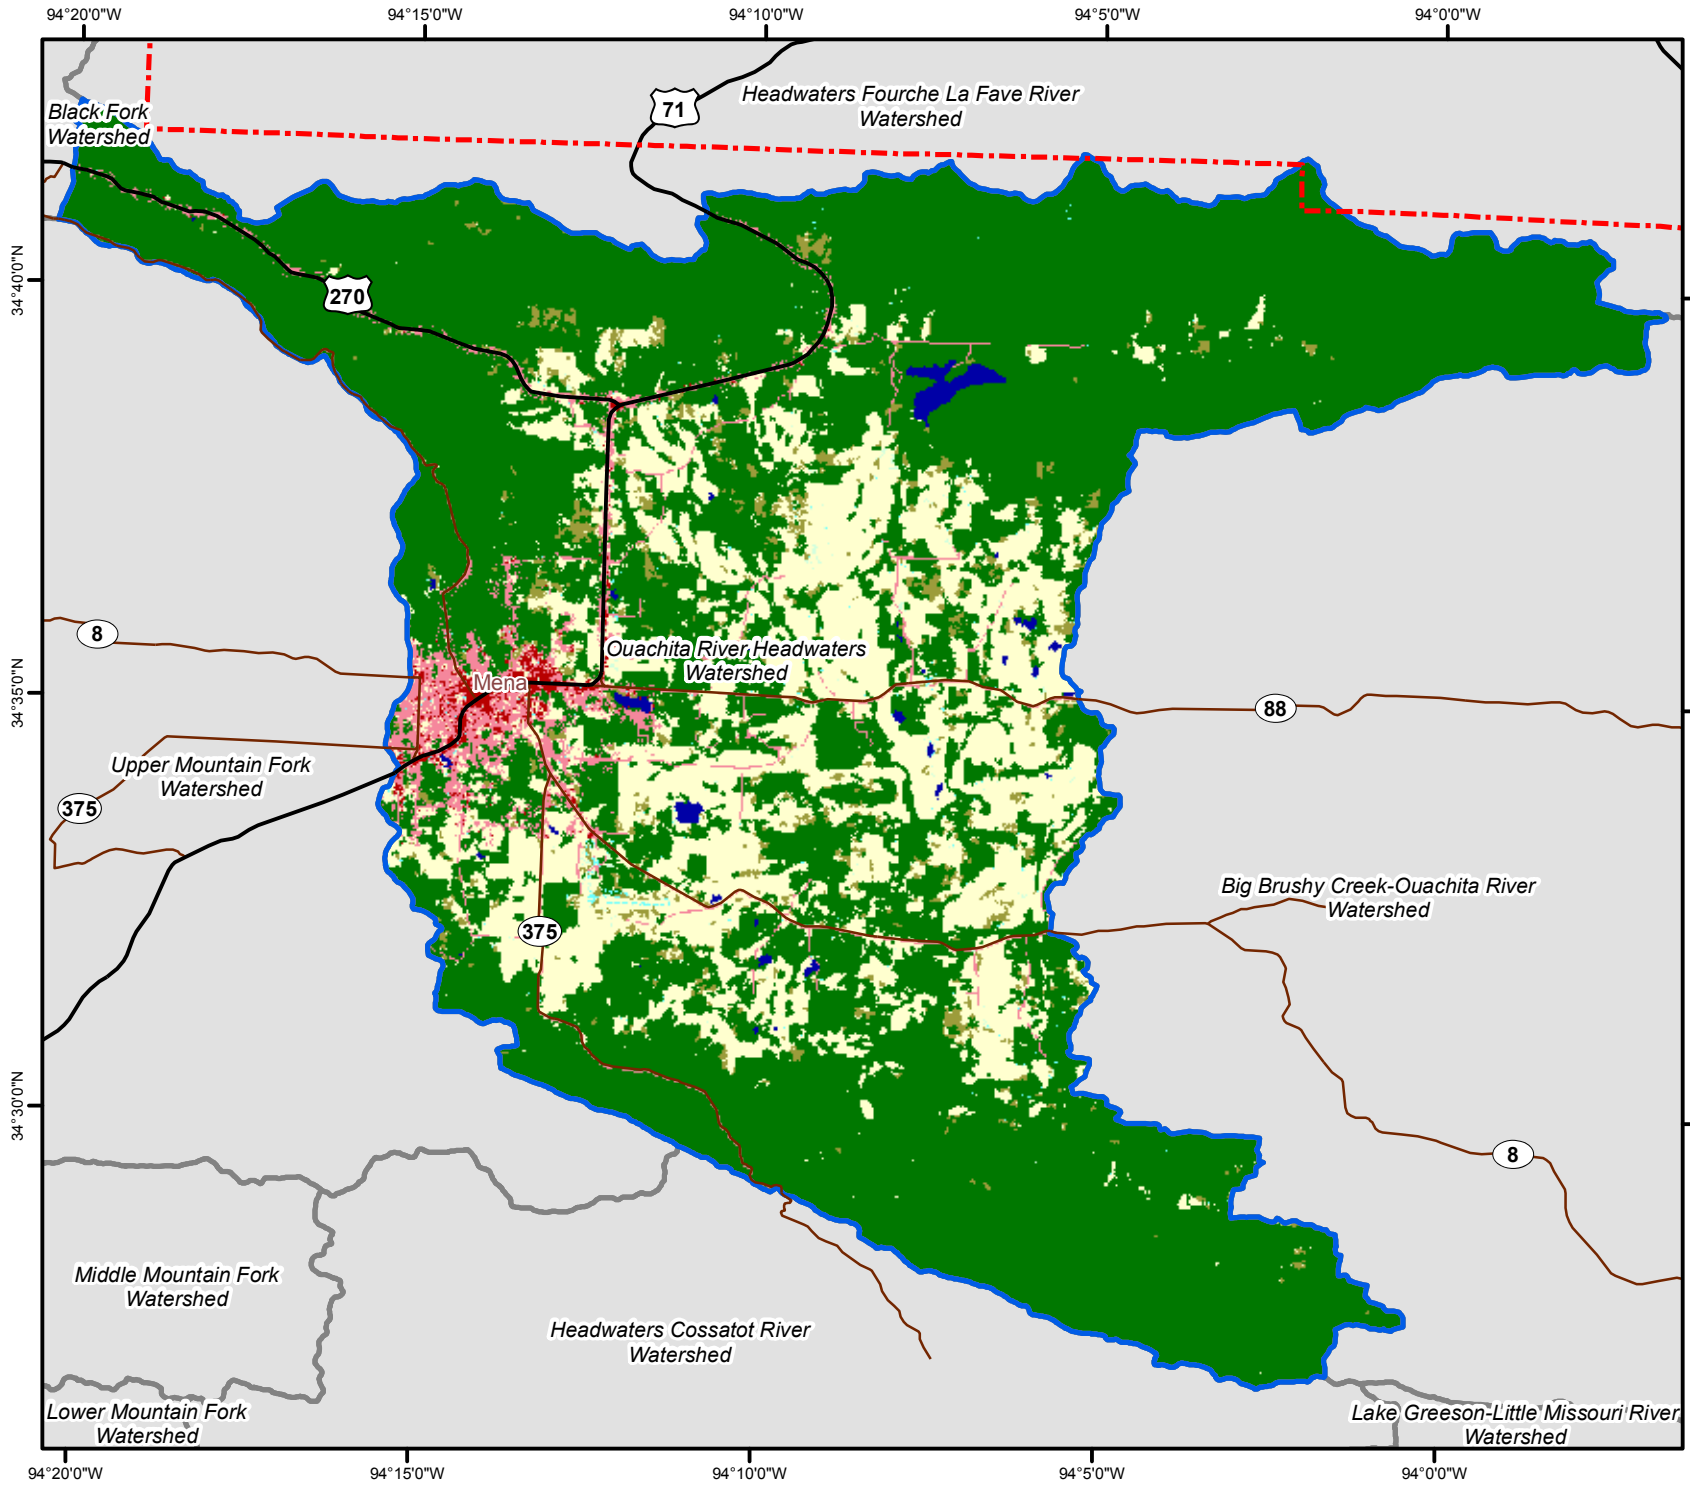 94°20'0"W
94°15'0"W
94°10'0"W
94°5'0"W
94°0'0"W
Headwaters Fourche La Fave River
Watershed
71
Black Fork
Watershed
34°40'0"N
270
8
Ouachita River Headwaters
Watershed
Mena
34°35'0"N
88
Upper Mountain Fork
Watershed
375
Big Brushy Creek-Ouachita River
Watershed
375
34°30'0"N
8
Middle Mountain Fork
Watershed
Headwaters Cossatot River
Watershed
Lower Mountain Fork
Watershed
Lake Greeson-Little Missouri River
Watershed
94°20'0"W
94°15'0"W
94°10'0"W
94°5'0"W
94°0'0"W